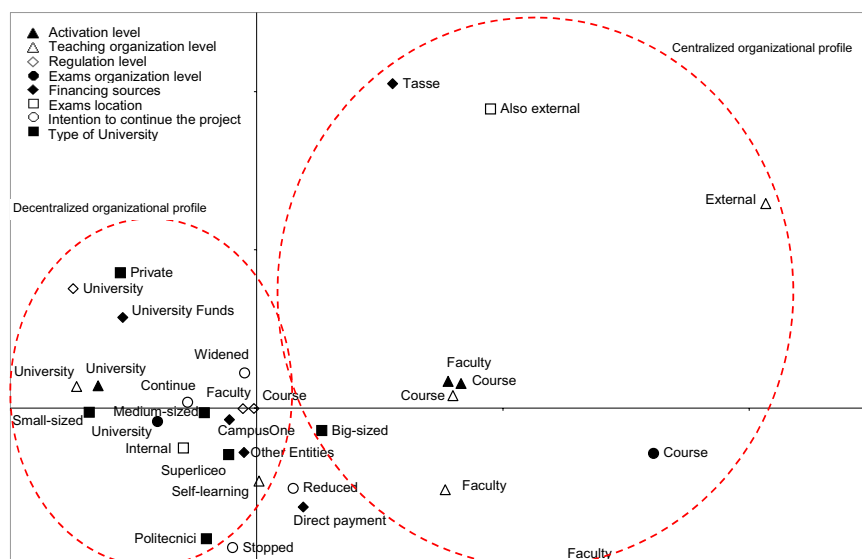 Activation level
Teaching organization level
Regulation level
Exams organization level
Financing sources
Exams location
Intention to continue the project
Type of University
Centralized organizational profile
Tasse
Also external
External
Decentralized organizational profile
Private
University
University Funds
Widened
University University
Continue
Faculty
Course
Faculty
Course
Course
Small-sized
Medium-sized
University
CampusOne
Big-sized
Internal
Other Entities
Superliceo
Self-learning
Reduced
Direct payment
Course
Faculty
Politecnici
Stopped
Faculty